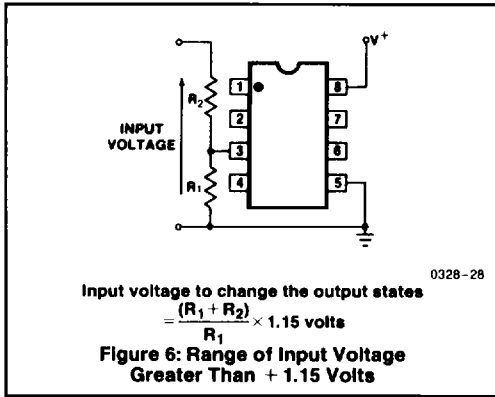 V+
R2
INPUT
VOLTAGE
R1
1
2
3
4
8
7
6
5
0328-28
Input voltage to change the output states
= (R1 + R2) / R1 × 1.15 volts
Figure 6: Range of Input Voltage
Greater Than + 1.15 Volts